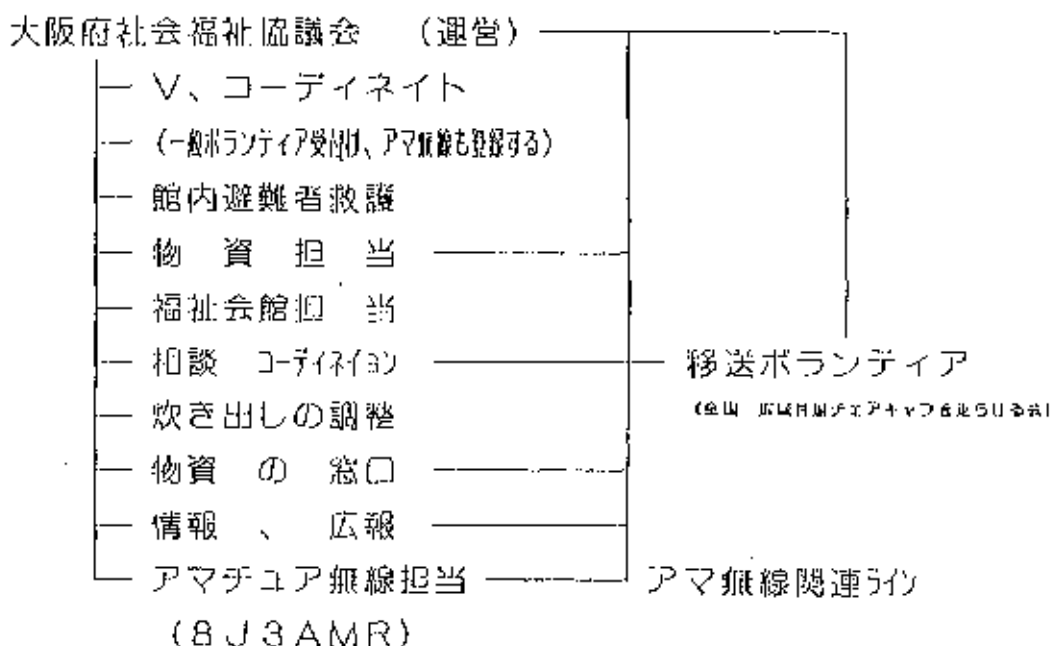 大阪府社会福祉協議会 (運営)
V、コーディネイト
(一般ボランティア受付け、アマ無線も登録する)
館内避難者救護
物資担当
福祉会館担当
相談 コーディネイション
移送ボランティア
炊き出しの調整
物資の窓口
情報、広報
アマチュア無線担当
アマ無線関連ライン
(8J3AMR)